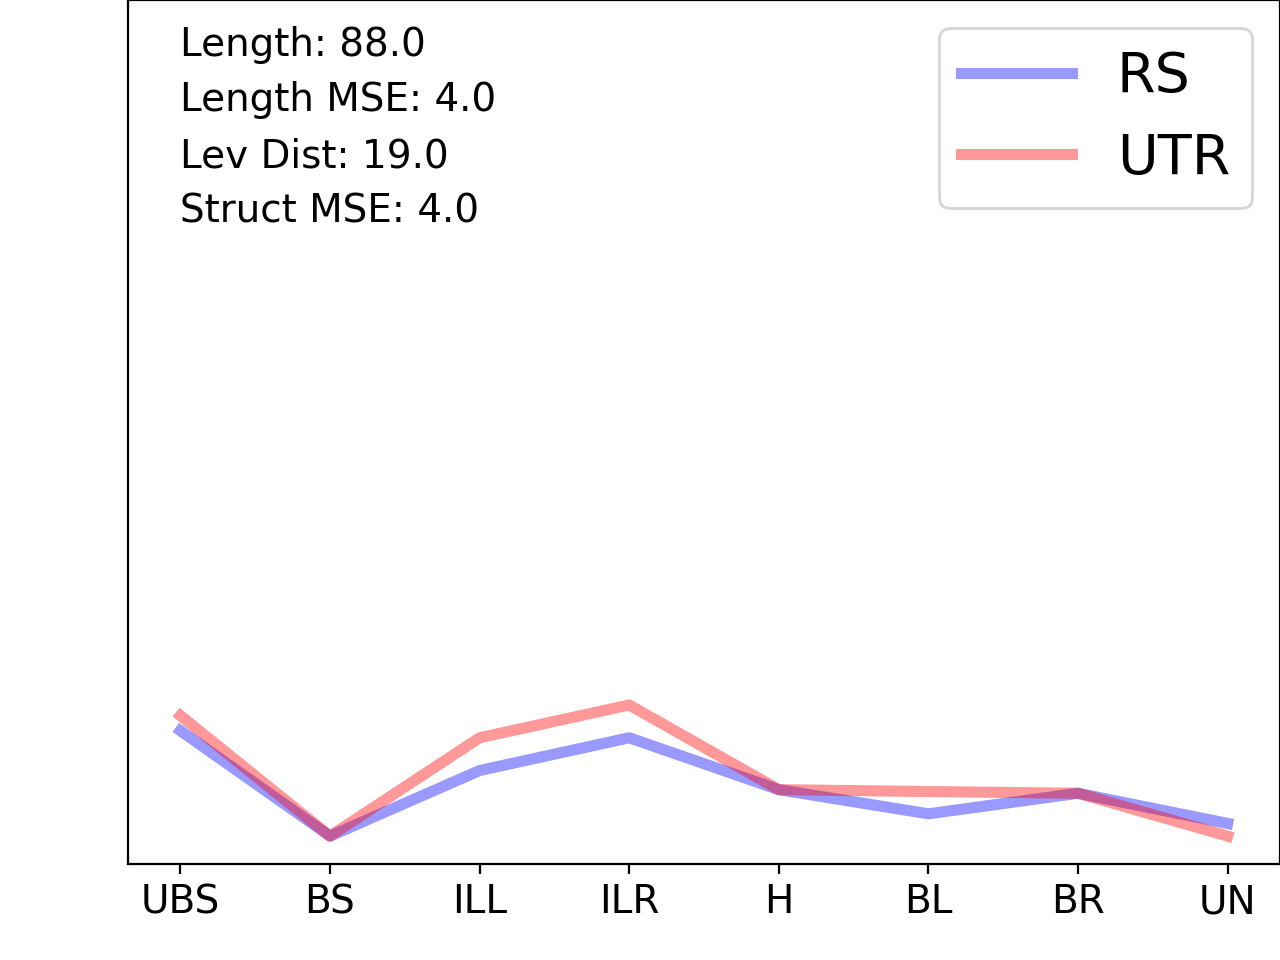 Length: 88.0
Length MSE: 4.0
Lev Dist: 19.0
Struct MSE: 4.0
RS
UTR
UBS BS ILL ILR H BL BR UN